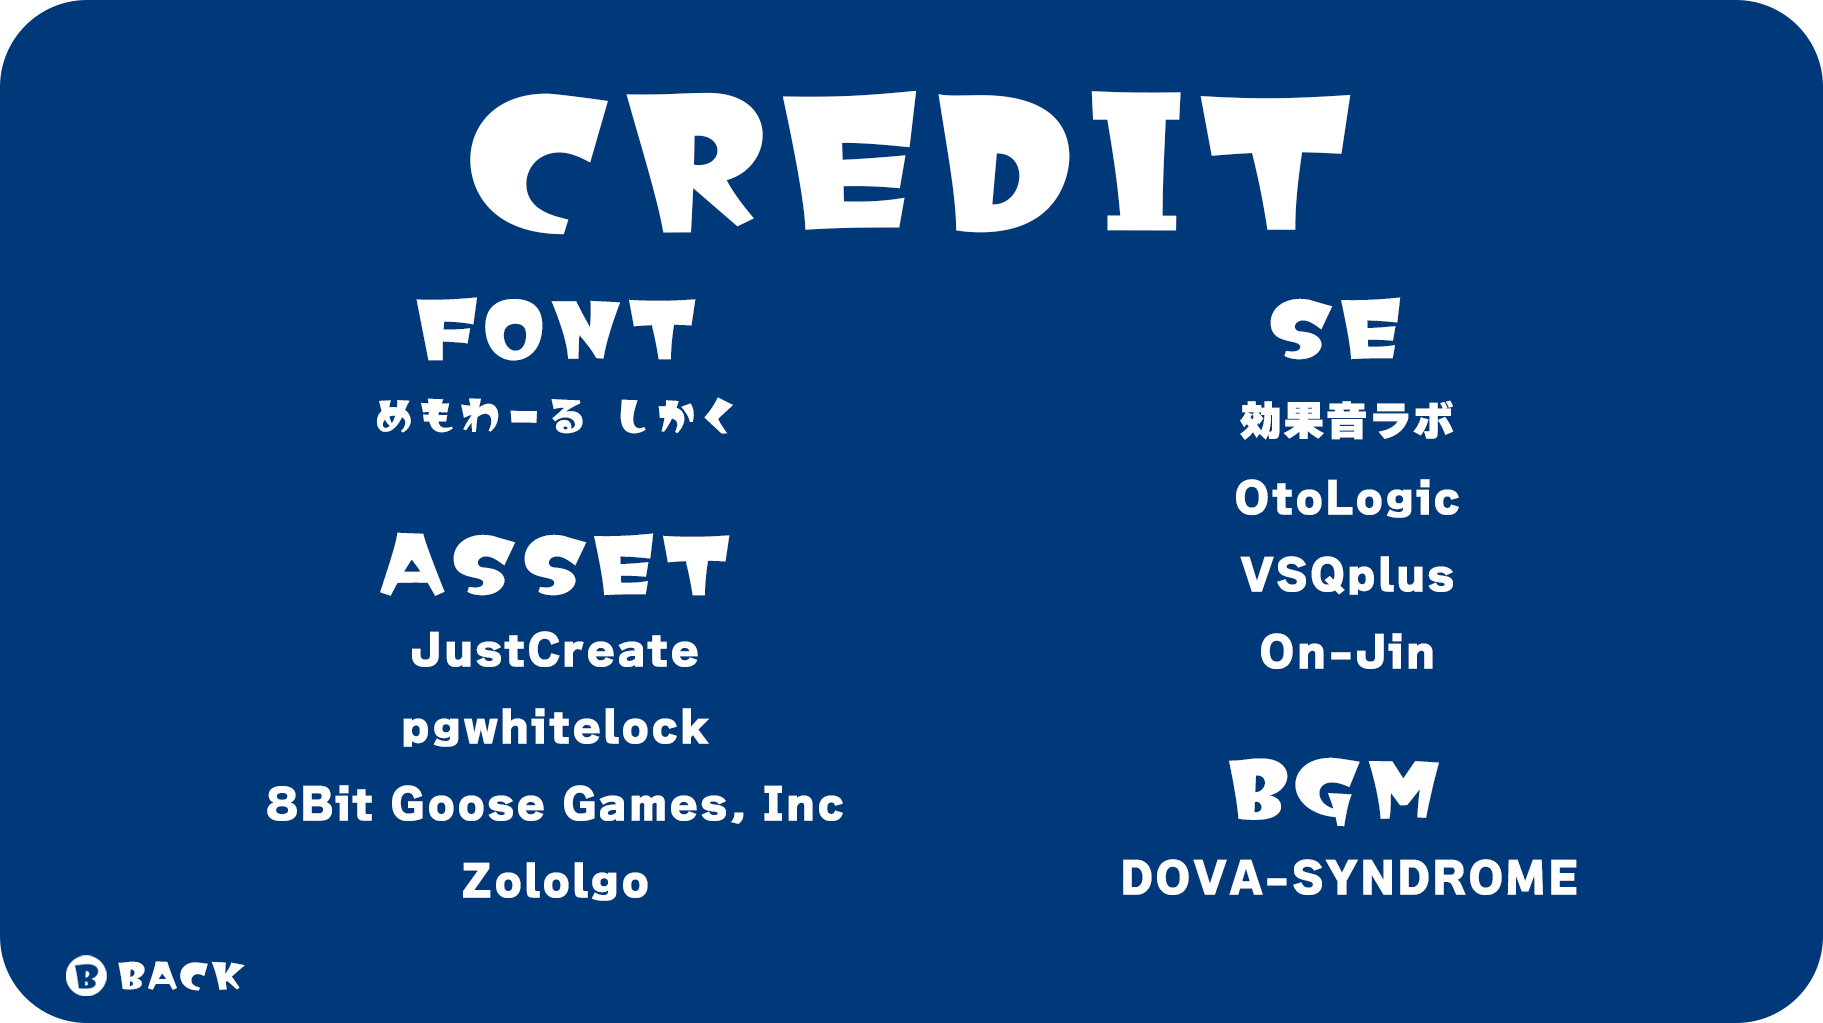 CREDIT
FONT
めもわーる しかく
ASSET
JustCreate
pgwhitelock
8Bit Goose Games, Inc
Zololgo
SE
効果音ラボ
OtoLogic
VSQplus
On-Jin
BGM
DOVA-SYNDROME
B BACK